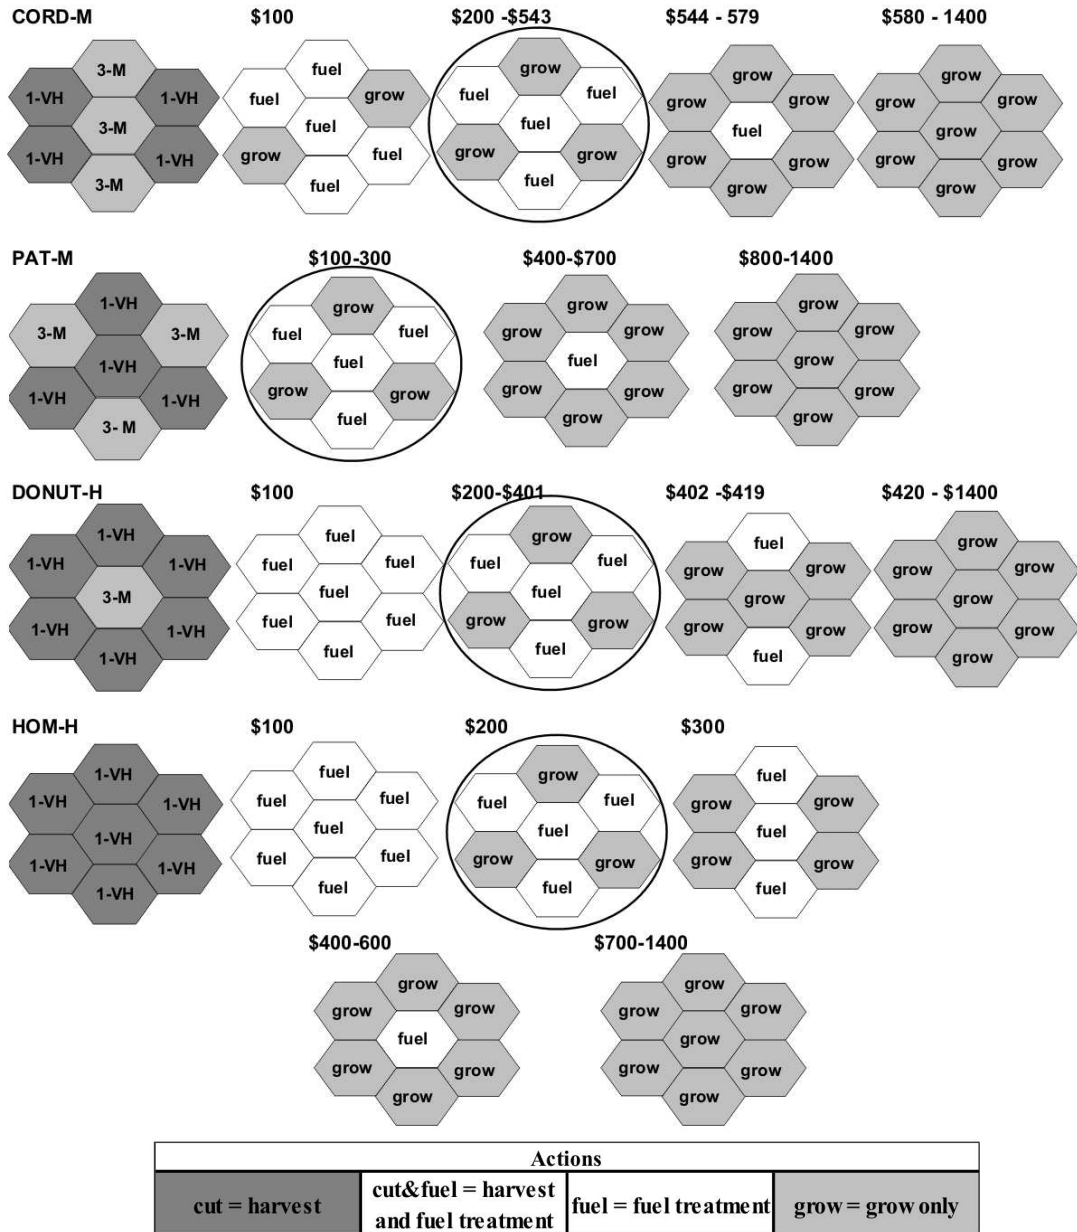 CORD-M $100 $200 -$543 $544 - 579 $580 - 1400
3-M fuel grow grow grow
1-VH 1-VH fuel grow fuel fuel grow grow grow grow
3-M fuel fuel fuel grow
1-VH 1-VH grow fuel grow grow grow grow grow grow
3-M fuel fuel grow grow
PAT-M $100-300 $400-$700 $800-1400
1-VH grow grow grow
3-M 3-M fuel fuel grow grow grow grow
1-VH fuel fuel grow
1-VH 1-VH grow grow grow grow grow grow
3- M fuel grow grow
DONUT-H $100 $200-$401 $402 -$419 $420 - $1400
1-VH fuel grow fuel grow
1-VH 1-VH fuel fuel fuel fuel grow grow grow grow
3-M fuel fuel grow grow
1-VH 1-VH fuel fuel grow grow grow grow grow grow
1-VH fuel fuel fuel grow
HOM-H $100 $200 $300
1-VH fuel grow fuel
1-VH 1-VH fuel fuel fuel fuel grow grow
1-VH fuel fuel fuel
1-VH 1-VH fuel fuel grow grow grow grow
1-VH fuel fuel fuel
$400-600 $700-1400
grow grow
grow grow grow grow
fuel grow
grow grow grow grow
grow grow
Actions
cut = harvest cut&fuel = harvest fuel = fuel treatment grow = grow only
and fuel treatment